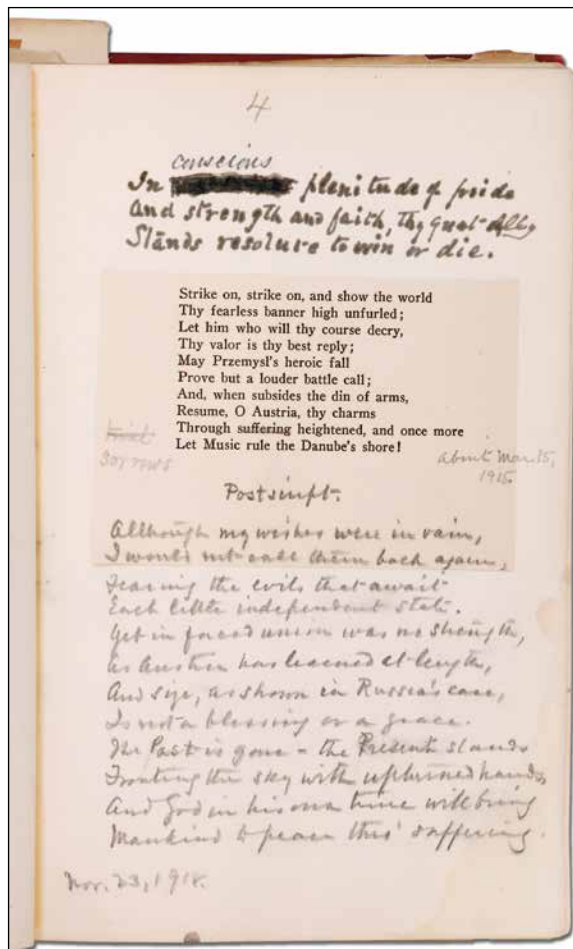 4
conscious
In plenitude of pride
And strength and faith, thy great Ally
Stands resolute to win or die.
Strike on, strike on, and show the world
Thy fearless banner high unfurled;
Let him who will thy course decry,
Thy valor is thy best reply;
May Przemysl's heroic fall
Prove but a louder battle call;
And, when subsides the din of arms,
Resume, O Austria, thy charms
Through suffering heightened, and once more
Let Music rule the Danube's shore!
trial
sorrows
about Mar. 15,
1915.
Postscript.
Although my wishes were in vain,
I would not call them back again,
Fearing the evils that await
Each little independent state.
Yet in forced union was no strength,
As Austria has learned at length,
And size, as shown in Russia's case,
Is not a blessing or a grace.
The Past is gone - the Present stands
Fronting the sky with upturned hands,
And God in his own time will bring
Mankind to peace thro' suffering.
Nov. 23, 1918.